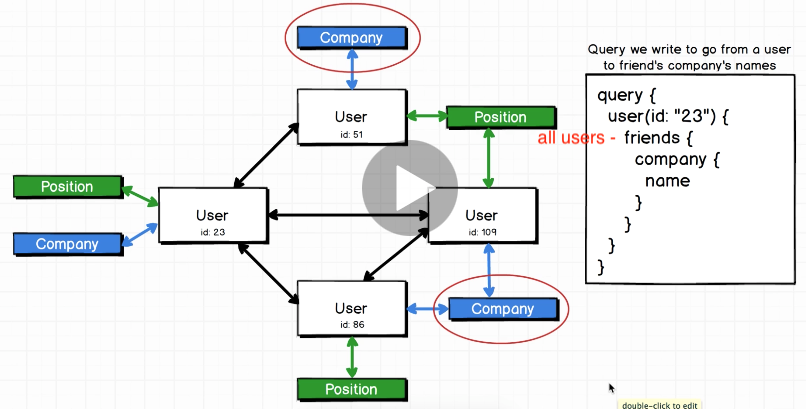 Company
User
id: 51
Position
Position
Company
User
id: 23
User
id: 109
User
id: 86
Company
Position
Query we write to go from a user
to friend's company's names
query {
user(id: "23") {
all users - friends {
company {
name
}
}
}
}
double-click to edit